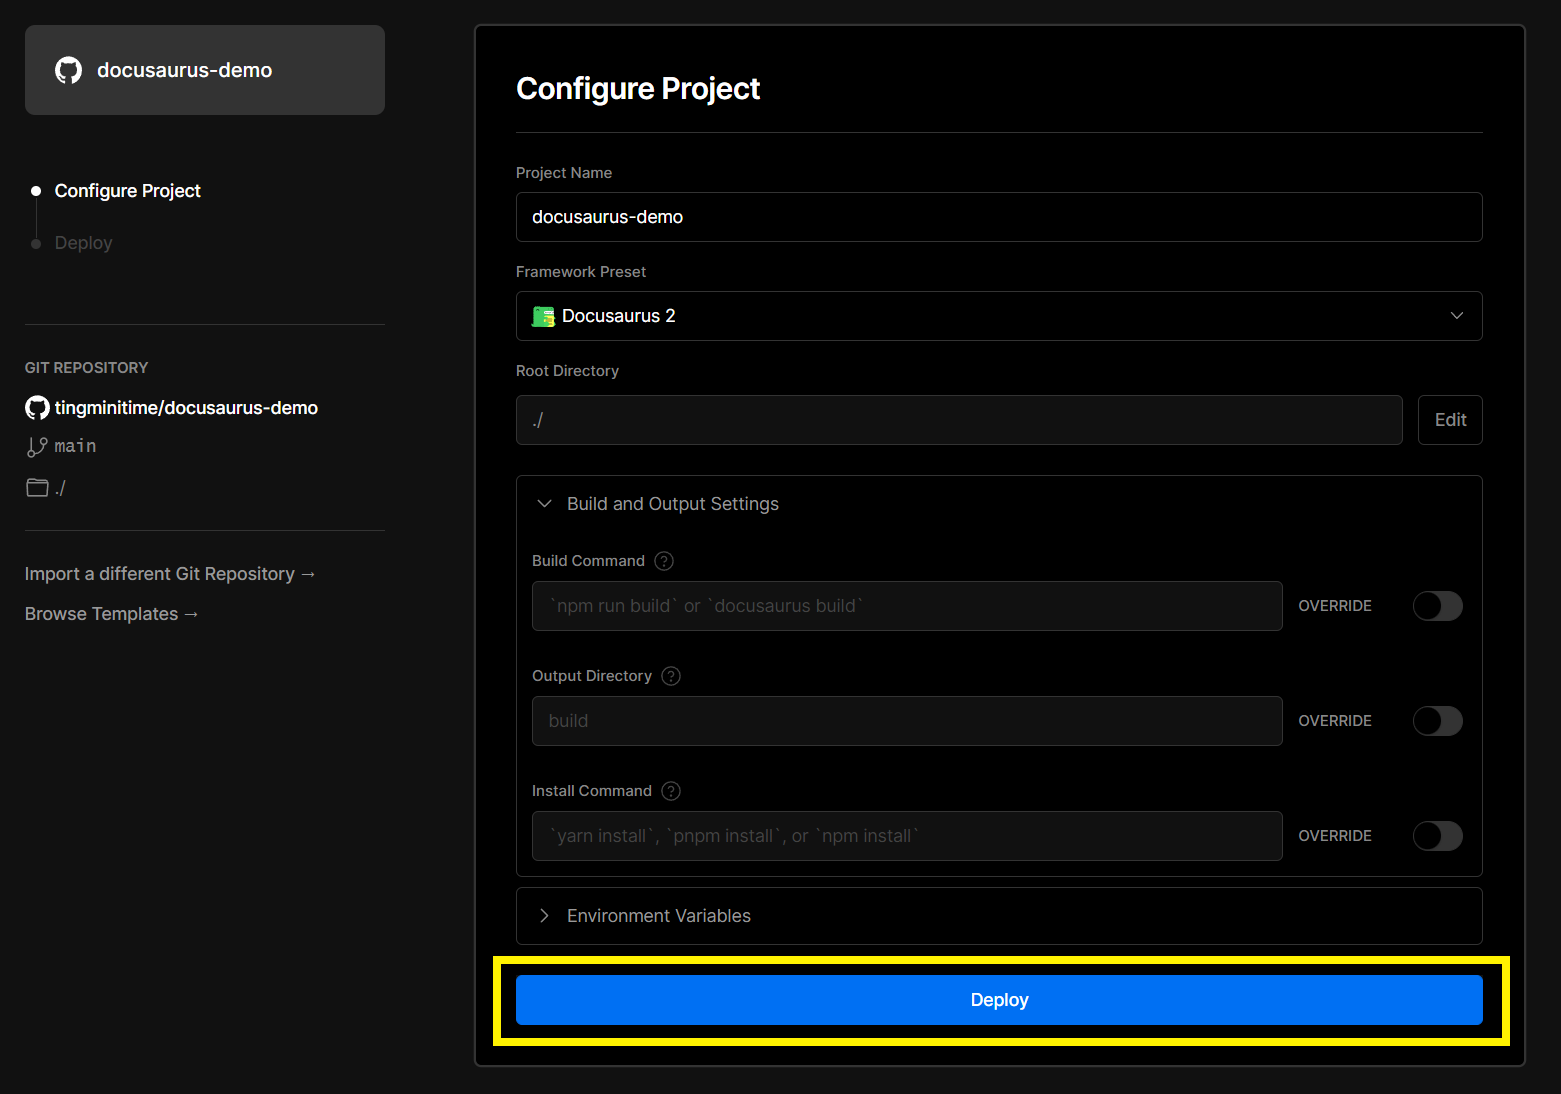 docusaurus-demo
Configure Project
Deploy
GIT REPOSITORY
tingminitime/docusaurus-demo
main
./
Import a different Git Repository →
Browse Templates →
Configure Project
Project Name
docusaurus-demo
Framework Preset
Docusaurus 2
Root Directory
./
Edit
Build and Output Settings
Build Command ?
`npm run build` or `docusaurus build`
OVERRIDE
Output Directory ?
build
OVERRIDE
Install Command ?
`yarn install`, `pnpm install`, or `npm install`
OVERRIDE
Environment Variables
Deploy